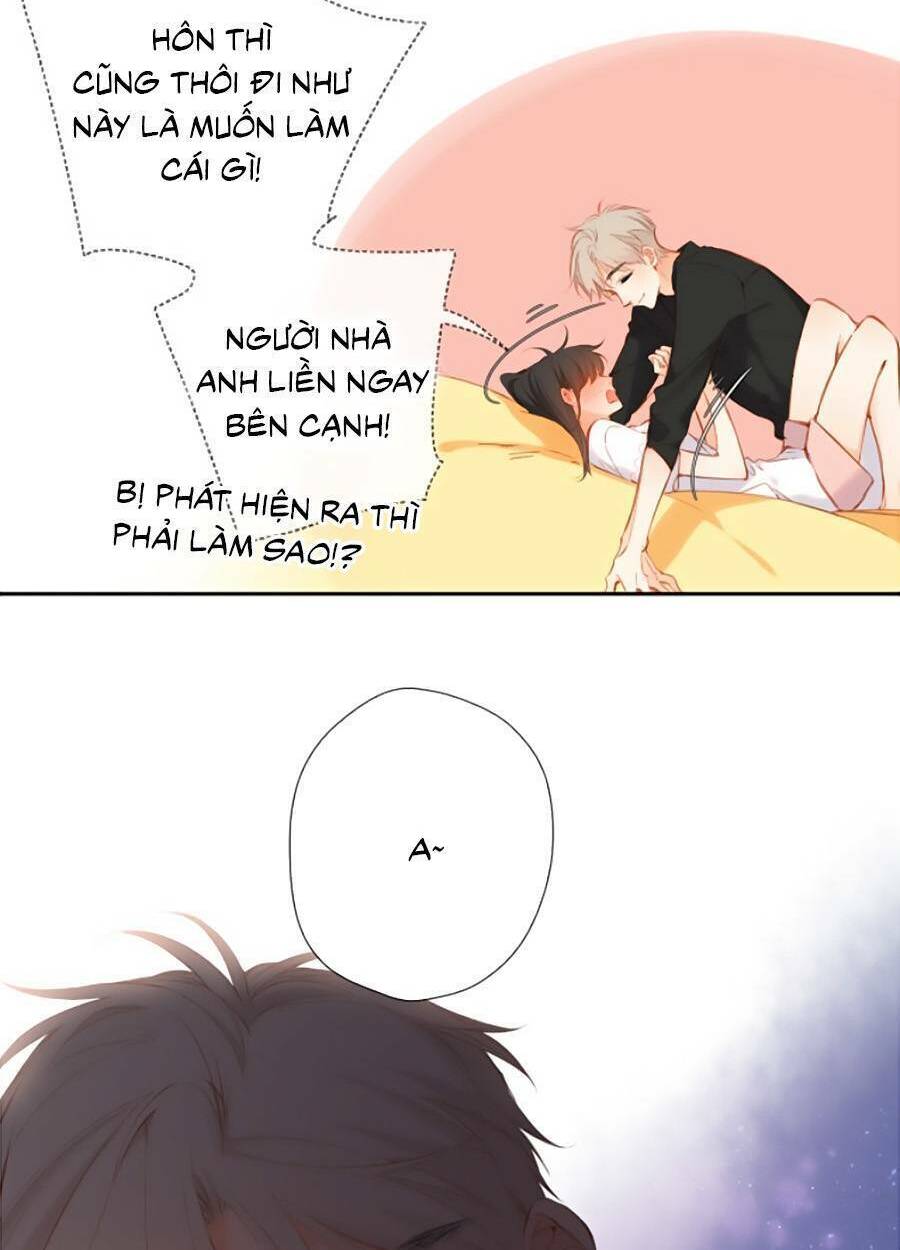 HÔN THÌ
CŨNG THÔI ĐI NHƯ
NÀY LÀ MUỐN LÀM
CÁI GÌ!
NGƯỜI NHÀ
ANH LIỀN NGAY
BÊN CẠNH!
BỊ PHÁT HIỆN RA THÌ
PHẢI LÀM SAO!?
A~